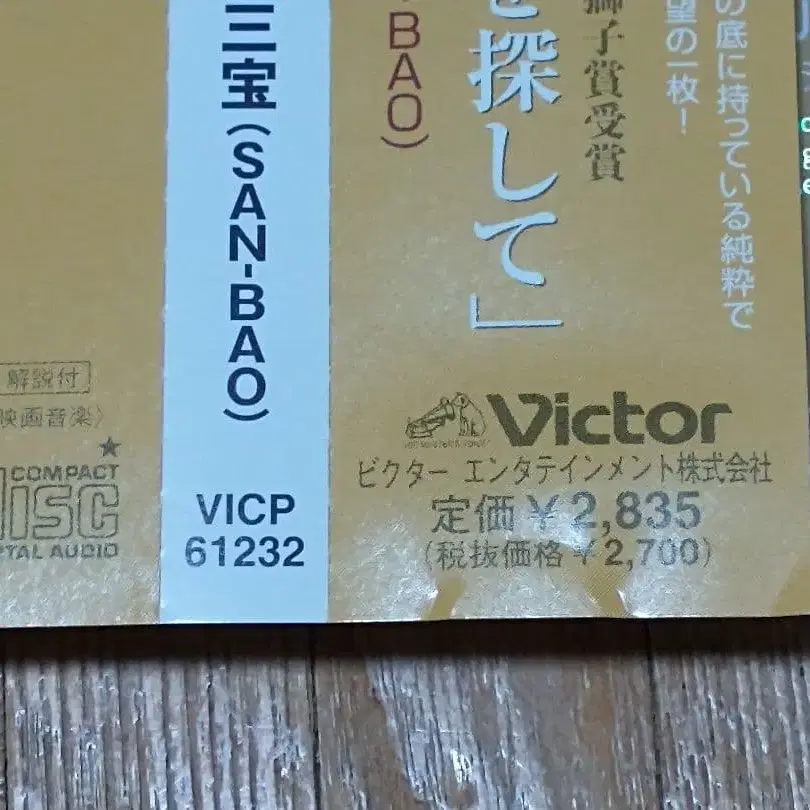 の底に持っている純粋で
望の一枚！
獅子賞受賞
を探して」
BAO)
三宝(SAN-BAO)
VICP
61232
解説付
映画音楽〉
COMPACT
DISC
DIGITAL AUDIO
Victor
ビクター エンタテインメント株式会社
定価￥2,835
(税抜価格￥2,700)